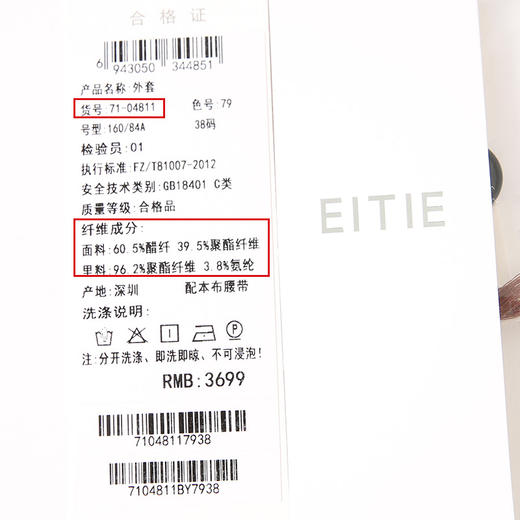 合格证
6 943050 344851
产品名称:外套
货号 71-04811 色号:79
号型:160/84A 38码
检验员:01
执行标准:FZ/T81007-2012
安全技术类别:GB18401 C类
质量等级:合格品
纤维成分:
面料:60.5%醋纤 39.5%聚酯纤维
里料:96.2%聚酯纤维 3.8%氨纶
产地:深圳 配本布腰带
洗涤说明:
注:分开洗涤、即洗即晾、不可浸泡!
RMB:3699
71048117938
7104811BY7938
EITIE